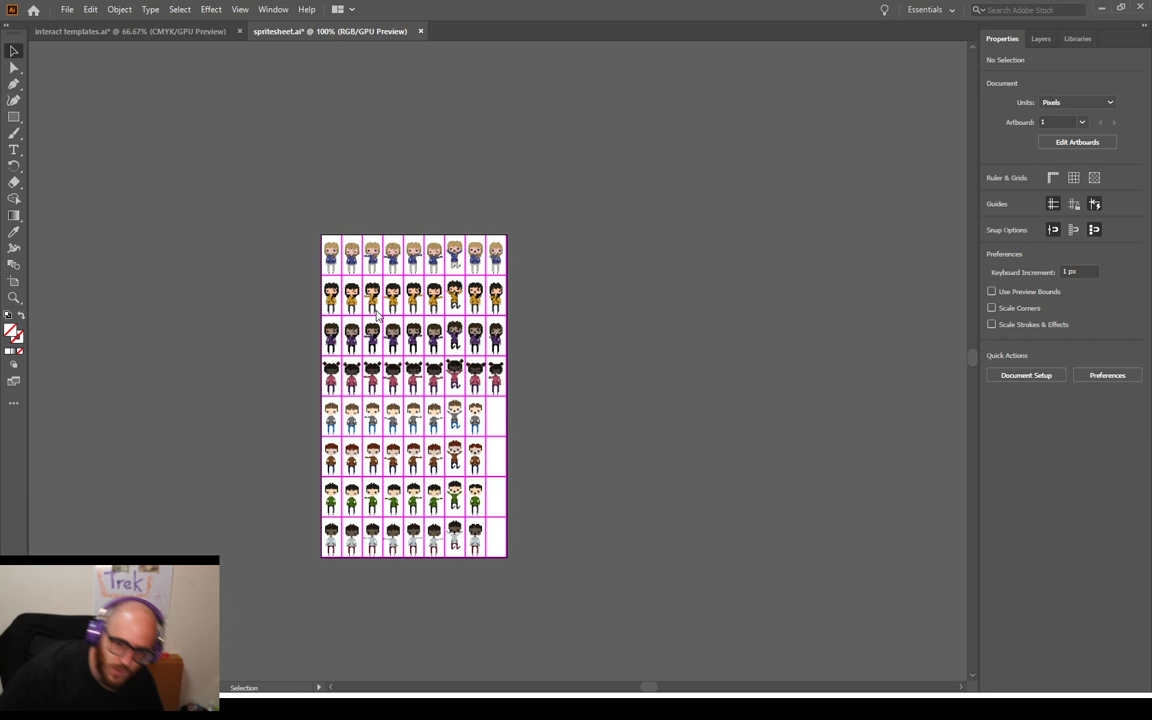 Ai File Edit Object Type Select Effect View Window Help Essentials Search Adobe Stock
interact templates.ai* @ 66.67% (CMYK/GPU Preview) spritesheet.ai* @ 100% (RGB/GPU Preview)
Properties Layers Libraries
No Selection
Document
Units: Pixels
Artboard: 1
Edit Artboards
Ruler & Grids
Guides
Snap Options
Preferences
Keyboard Increment: 1 px
Use Preview Bounds
Scale Corners
Scale Strokes & Effects
Quick Actions
Document Setup Preferences
Trek
Selection